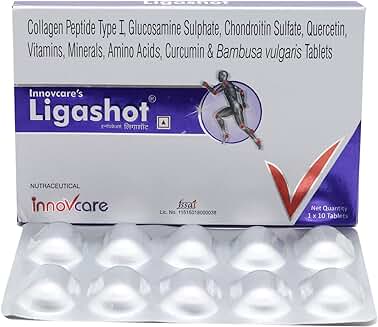 Collagen Peptide Type I, Glucosamine Sulphate, Chondroitin Sulfate, Quercetin,
Vitamins, Minerals, Amino Acids, Curcumin & Bambusa vulgaris Tablets
Innovcare's
Ligashot®
लिगाशॉट
NUTRACEUTICAL
innovcare
fssai
Lic. No. 11516018000038
Net Quantity
1 x 10 Tablets